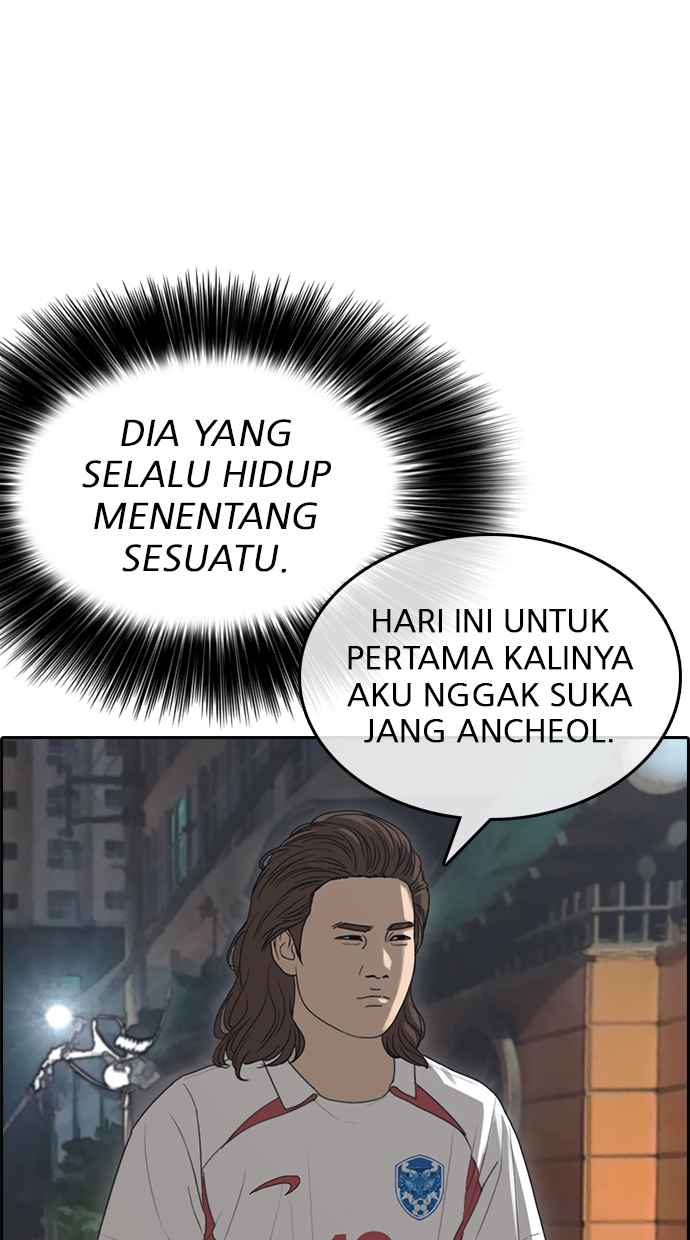 DIA YANG
SELALU HIDUP
MENENTANG
SESUATU.
HARI INI UNTUK
PERTAMA KALINYA
AKU NGGAK SUKA
JANG ANCHEOL.